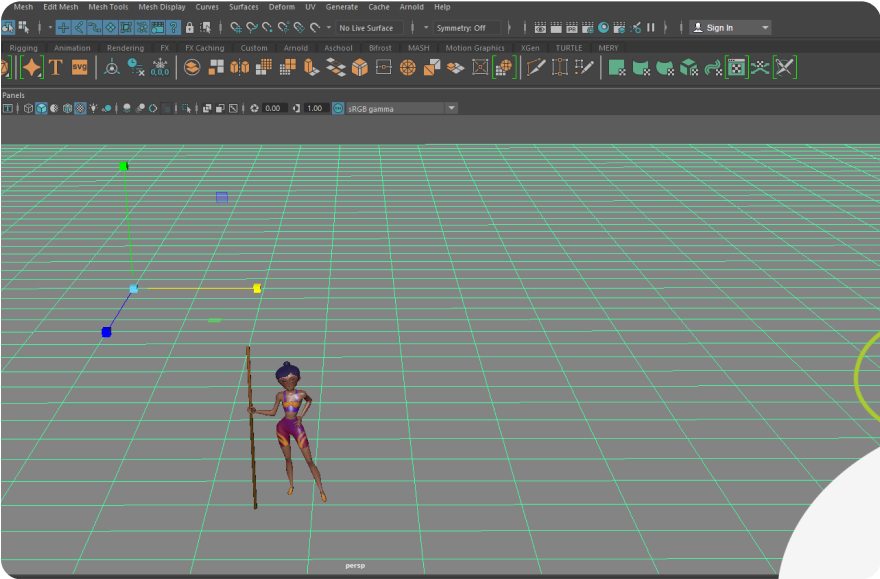 Mesh Edit Mesh Mesh Tools Mesh Display Curves Surfaces Deform UV Generate Cache Arnold Help
No Live Surface Symmetry: Off Sign In
Rigging Animation Rendering FX FX Caching Custom Arnold Aschool Bifrost MASH Motion Graphics XGen TURTLE MERY
T SVG 0,0,0
Panels
0.00 1.00 sRGB gamma
persp